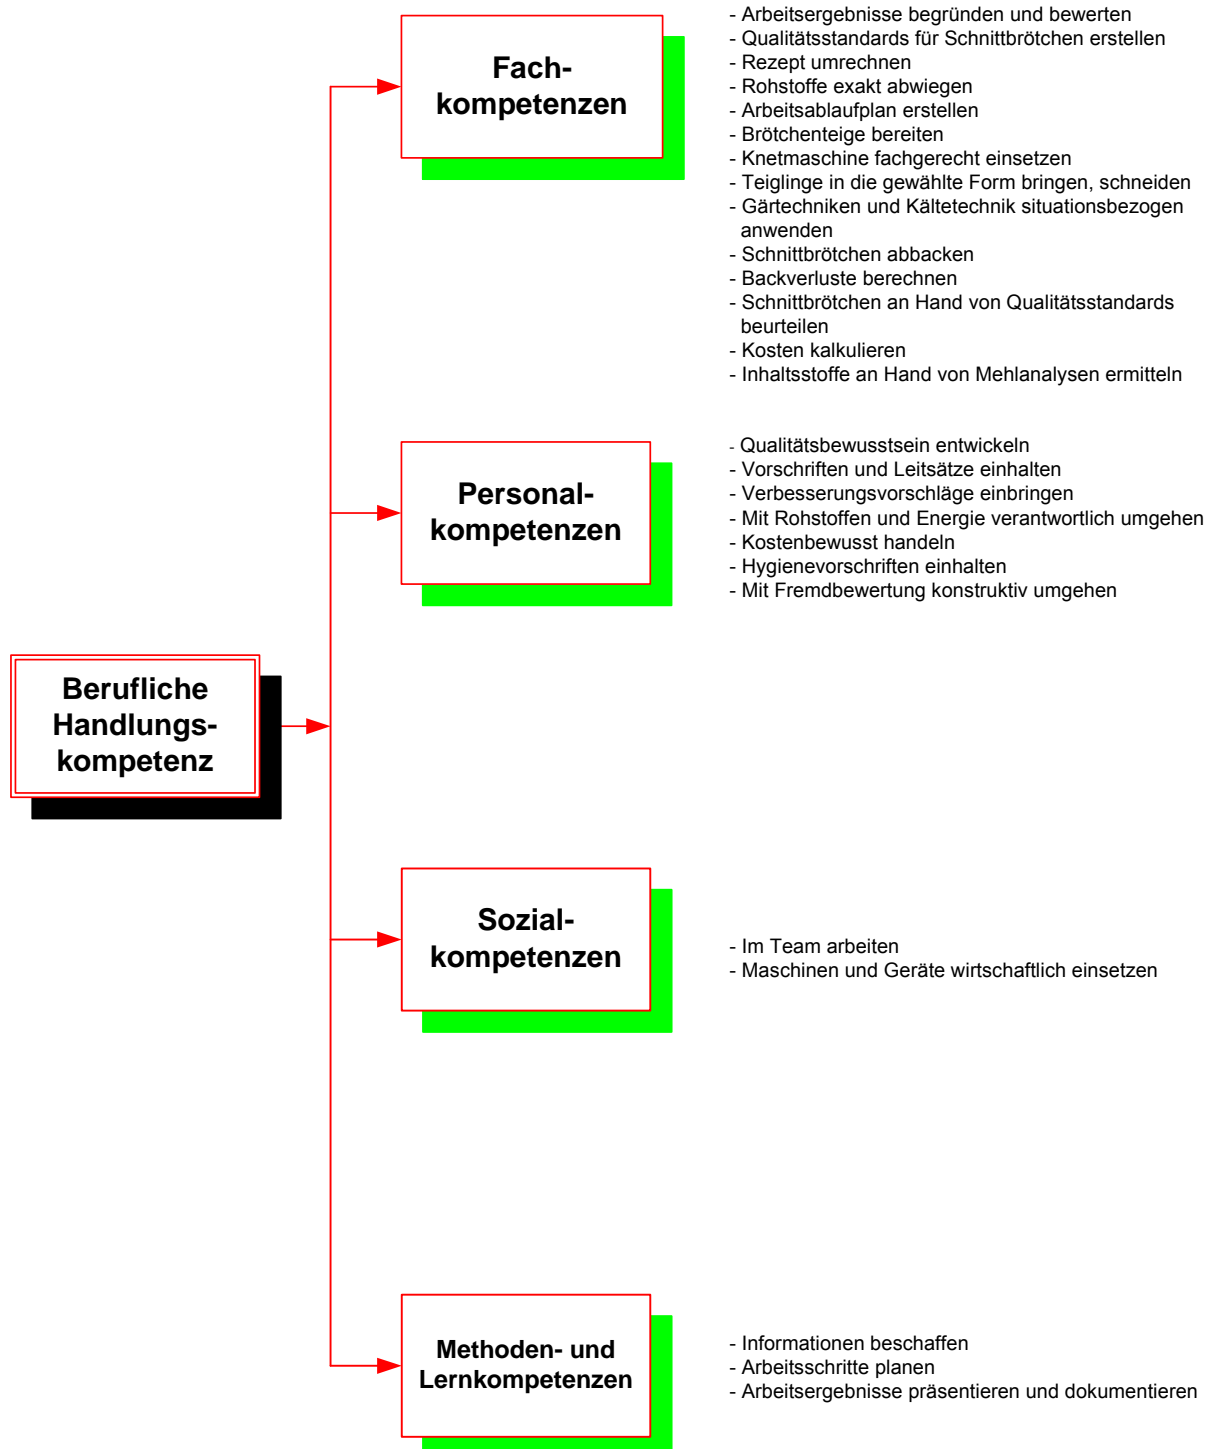 Fach-
kompetenzen
- Arbeitsergebnisse begründen und bewerten
- Qualitätsstandards für Schnittbrötchen erstellen
- Rezept umrechnen
- Rohstoffe exakt abwiegen
- Arbeitsablaufplan erstellen
- Brötchenteige bereiten
- Knetmaschine fachgerecht einsetzen
- Teiglinge in die gewählte Form bringen, schneiden
- Gärtechniken und Kältetechnik situationsbezogen
anwenden
- Schnittbrötchen abbacken
- Backverluste berechnen
- Schnittbrötchen an Hand von Qualitätsstandards
beurteilen
- Kosten kalkulieren
- Inhaltsstoffe an Hand von Mehlanalysen ermitteln
Personal-
kompetenzen
- Qualitätsbewusstsein entwickeln
- Vorschriften und Leitsätze einhalten
- Verbesserungsvorschläge einbringen
- Mit Rohstoffen und Energie verantwortlich umgehen
- Kostenbewusst handeln
- Hygienevorschriften einhalten
- Mit Fremdbewertung konstruktiv umgehen
Berufliche
Handlungs-
kompetenz
Sozial-
kompetenzen
- Im Team arbeiten
- Maschinen und Geräte wirtschaftlich einsetzen
Methoden- und
Lernkompetenzen
- Informationen beschaffen
- Arbeitsschritte planen
- Arbeitsergebnisse präsentieren und dokumentieren